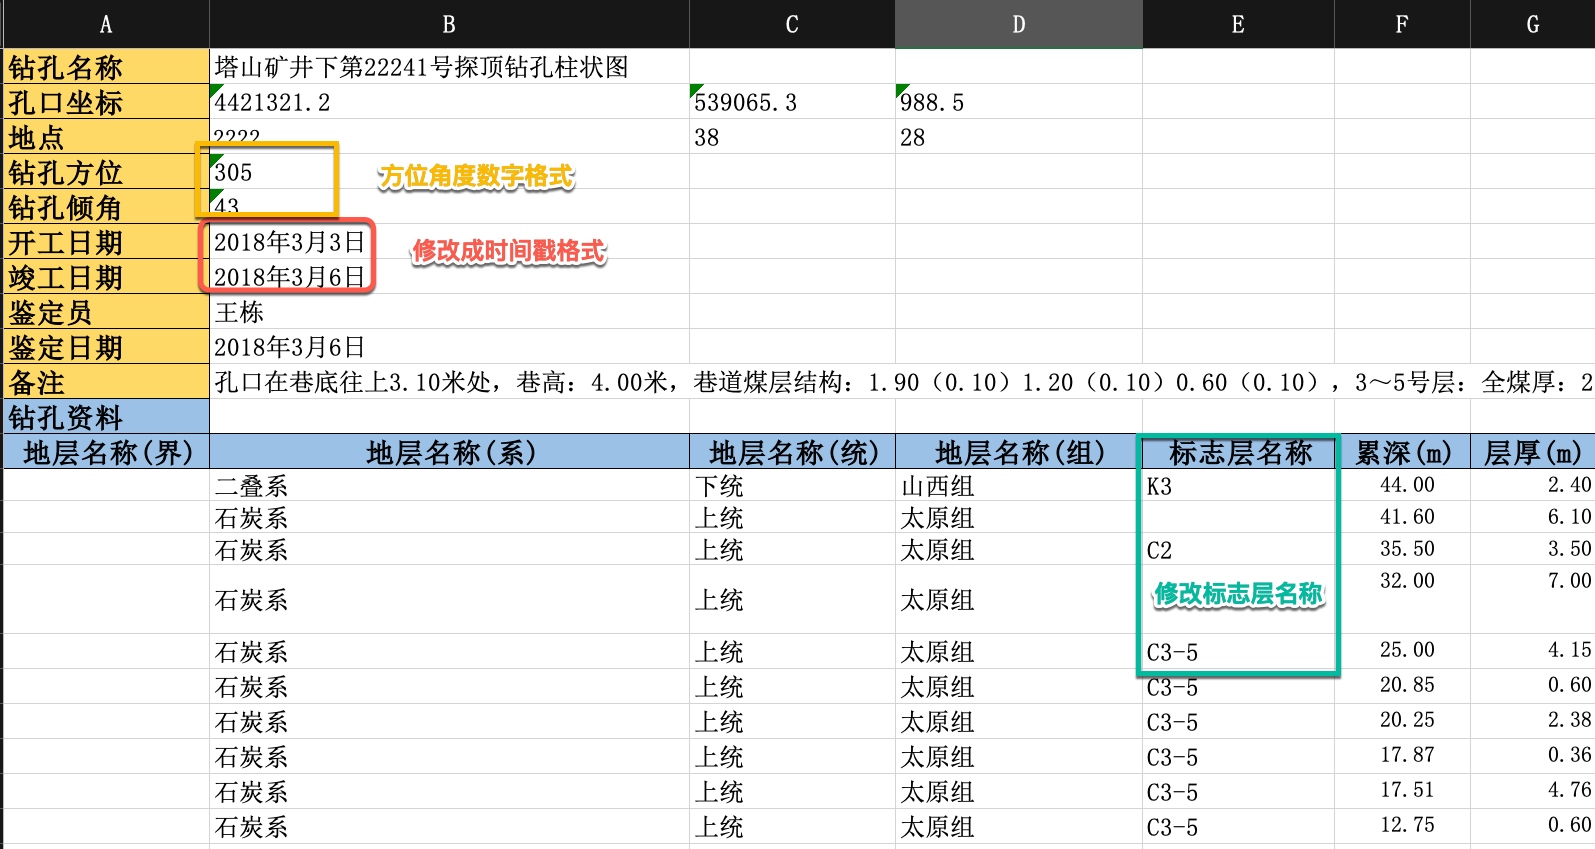 A B C D E F G
钻孔名称 塔山矿井下第22241号探顶钻孔柱状图
孔口坐标 4421321.2 539065.3 988.5
地点 2222 38 28
钻孔方位 305 方位角度数字格式
钻孔倾角 43
开工日期 2018年3月3日 修改成时间戳格式
竣工日期 2018年3月6日
鉴定员 王栋
鉴定日期 2018年3月6日
备注 孔口在巷底往上3.10米处，巷高：4.00米，巷道煤层结构：1.90（0.10）1.20（0.10）0.60（0.10），3～5号层：全煤厚：2
钻孔资料
地层名称(界) 地层名称(系) 地层名称(统) 地层名称(组) 标志层名称 累深(m) 层厚(m)
二叠系 下统 山西组 K3 44.00 2.40
石炭系 上统 太原组 41.60 6.10
石炭系 上统 太原组 C2 35.50 3.50
石炭系 上统 太原组 修改标志层名称 32.00 7.00
石炭系 上统 太原组 C3-5 25.00 4.15
石炭系 上统 太原组 C3-5 20.85 0.60
石炭系 上统 太原组 C3-5 20.25 2.38
石炭系 上统 太原组 C3-5 17.87 0.36
石炭系 上统 太原组 C3-5 17.51 4.76
石炭系 上统 太原组 C3-5 12.75 0.60